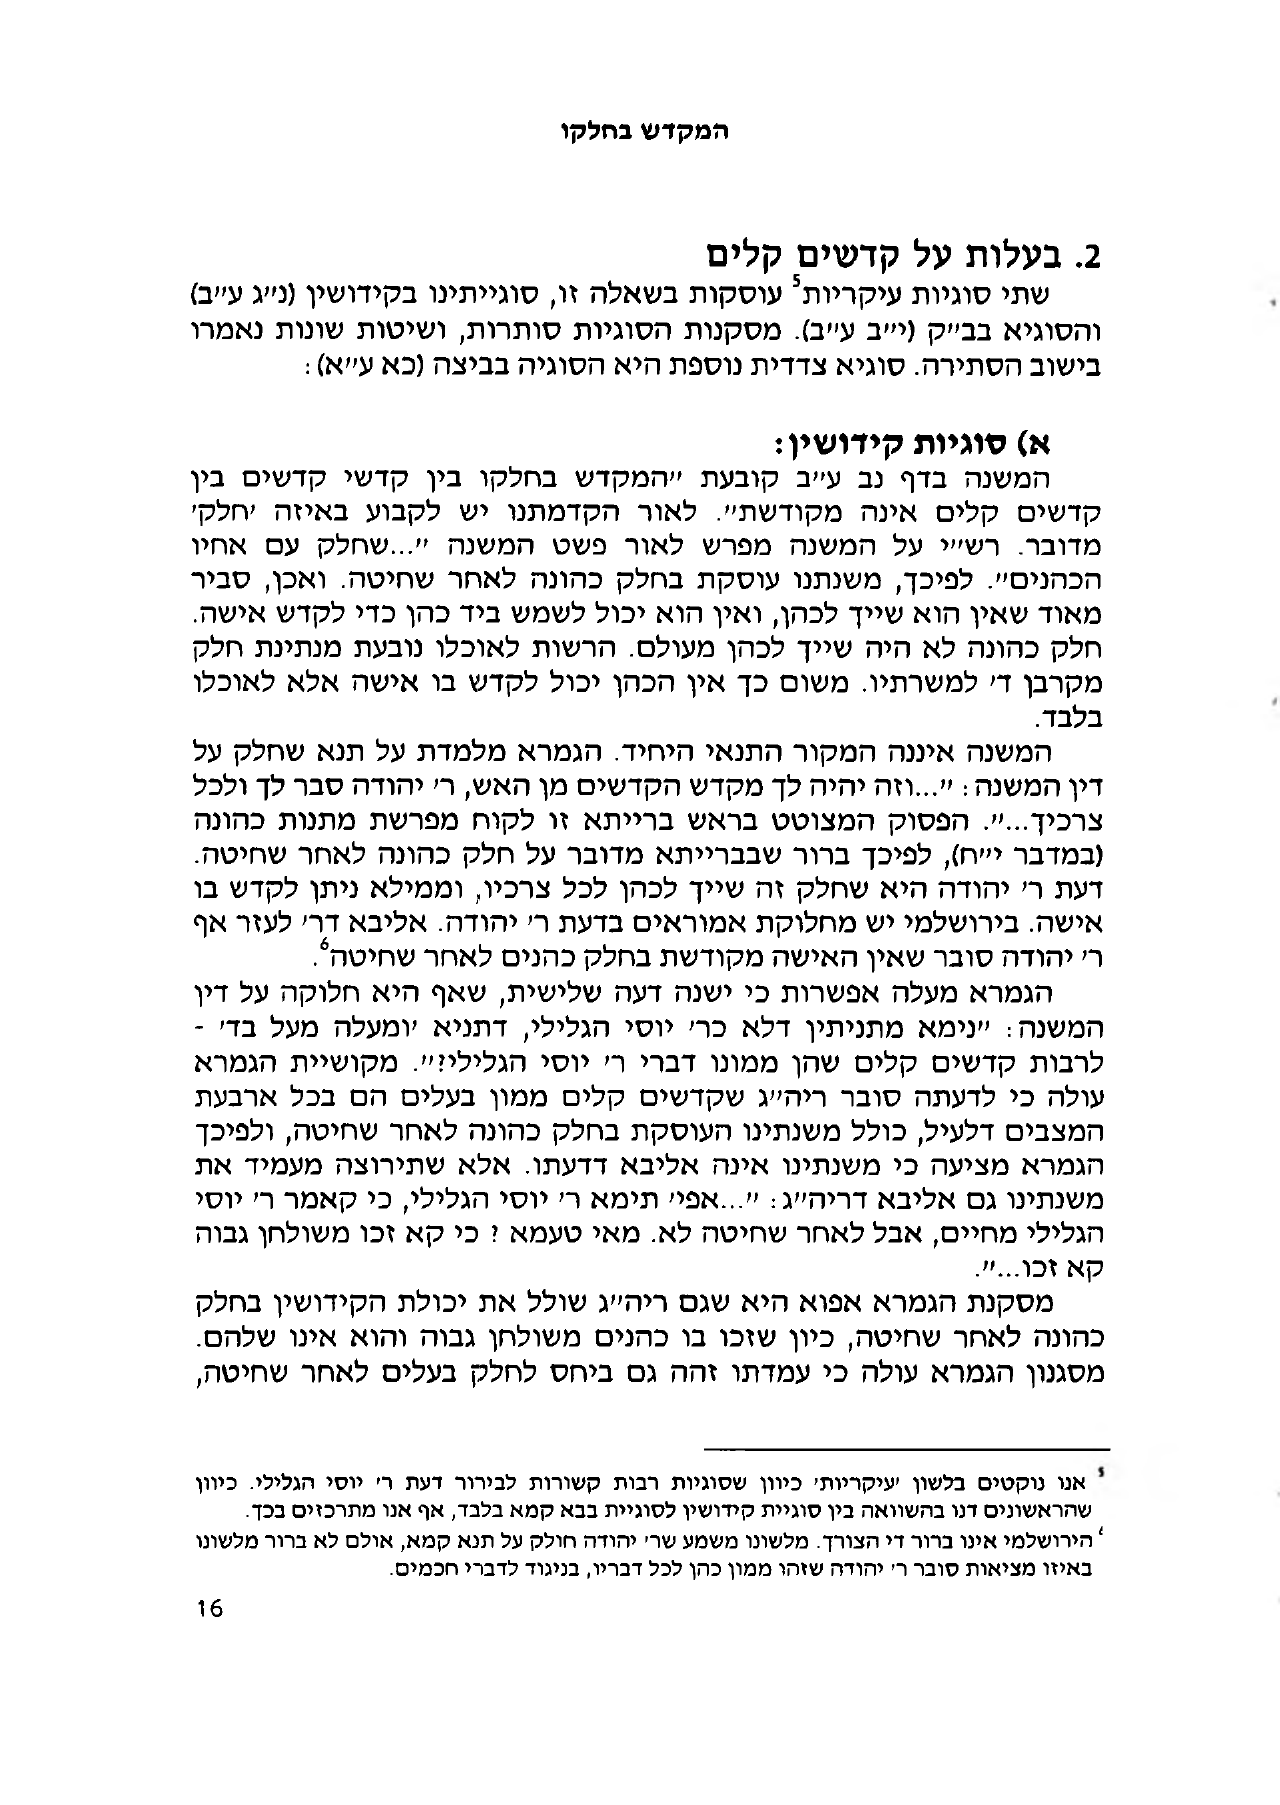 המקדש בחלקו
2. בעלות על קדשים קלים
שתי סוגיות עיקריות5 עוסקות בשאלה זו, סוגייתינו בקידושין (נ״ג ע״ב)
והסוגיא בב״ק (י״ב ע״ב). מסקנות הסוגיות סותרות, ושיטות שונות נאמרו
בישוב הסתירה. סוגיא צדדית נוספת היא הסוגיה בביצה (כא ע״א):
א) סוגיות קידושין:
המשנה בדף נב ע״ב קובעת ״המקדש בחלקו בין קדשי קדשים בין
קדשים קלים אינה מקודשת״. לאור הקדמתנו יש לקבוע באיזה ׳חלק׳
מדובר. רש״י על המשנה מפרש לאור פשט המשנה ״...שחלק עם אחיו
הכהנים״. לפיכך, משנתנו עוסקת בחלק כהונה לאחר שחיטה. ואכן, סביר
מאוד שאין הוא שייך לכהן, ואין הוא יכול לשמש ביד כהן כדי לקדש אישה.
חלק כהונה לא היה שייך לכהן מעולם. הרשות לאוכלו נובעת מנתינת חלק
מקרבן ד׳ למשרתיו. משום כך אין הכהן יכול לקדש בו אישה אלא לאוכלו
בלבד.
המשנה איננה המקור התנאי היחיד. הגמרא מלמדת על תנא שחלק על
דין המשנה: ״...וזה יהיה לך מקדש הקדשים מן האש, ר׳ יהודה סבר לך ולכל
צרכיך...״. הפסוק המצוטט בראש ברייתא זו לקוח מפרשת מתנות כהונה
(במדבר י״ח), לפיכך ברור שבברייתא מדובר על חלק כהונה לאחר שחיטה.
דעת ר׳ יהודה היא שחלק זה שייך לכהן לכל צרכיו, וממילא ניתן לקדש בו
אישה. בירושלמי יש מחלוקת אמוראים בדעת ר׳ יהודה. אליבא דר׳ לעזר אף
ר׳ יהודה סובר שאין האישה מקודשת בחלק כהנים לאחר שחיטה6.
הגמרא מעלה אפשרות כי ישנה דעה שלישית, שאף היא חלוקה על דין
המשנה: ״נימא מתניתין דלא כר׳ יוסי הגלילי, דתניא ׳ומעלה מעל בד׳ -
לרבות קדשים קלים שהן ממונו דברי ר׳ יוסי הגלילי?״. מקושיית הגמרא
עולה כי לדעתה סובר ריה״ג שקדשים קלים ממון בעלים הם בכל ארבעת
המצבים דלעיל, כולל משנתינו העוסקת בחלק כהונה לאחר שחיטה, ולפיכך
הגמרא מציעה כי משנתינו אינה אליבא דדעתו. אלא שתירוצה מעמיד את
משנתינו גם אליבא דריה״ג: ״...אפי׳ תימא ר׳ יוסי הגלילי, כי קאמר ר׳ יוסי
הגלילי מחיים, אבל לאחר שחיטה לא. מאי טעמא ? כי קא זכו משולחן גבוה
קא זכו...״.
מסקנת הגמרא אפוא היא שגם ריה״ג שולל את יכולת הקידושין בחלק
כהונה לאחר שחיטה, כיון שזכו בו כהנים משולחן גבוה והוא אינו שלהם.
מסגנון הגמרא עולה כי עמדתו זהה גם ביחס לחלק בעלים לאחר שחיטה,
5 אנו נוקטים בלשון ׳עיקריות׳ כיוון שסוגיות רבות קשורות לבירור דעת ר׳ יוסי הגלילי. כיוון
שהראשונים דנו בהשוואה בין סוגיית קידושין לסוגיית בבא קמא בלבד, אף אנו מתרכזים בכך.
6 הירושלמי אינו ברור די הצורך. מלשונו משמע שר׳ יהודה חולק על תנא קמא, אולם לא ברור מלשונו
באיזו מציאות סובר ר׳ יהודה שזהו ממון כהן לכל דבריו, בניגוד לדברי חכמים.
16